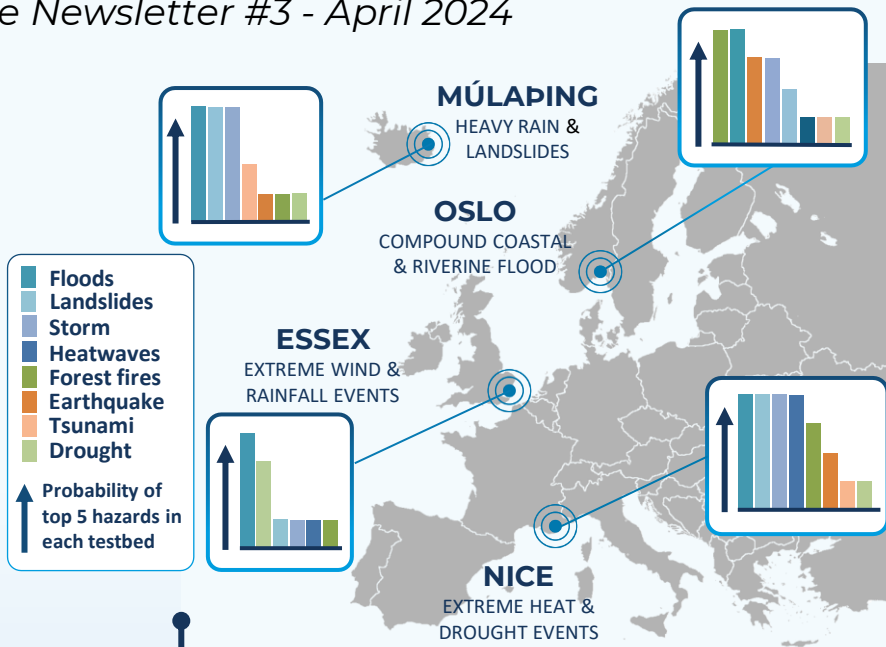 e Newsletter #3 - April 2024
MÚLAÞING
HEAVY RAIN &
LANDSLIDES
OSLO
COMPOUND COASTAL
& RIVERINE FLOOD
Floods
Landslides
Storm
Heatwaves
Forest fires
Earthquake
Tsunami
Drought
Probability of
top 5 hazards in
each testbed
ESSEX
EXTREME WIND &
RAINFALL EVENTS
NICE
EXTREME HEAT &
DROUGHT EVENTS